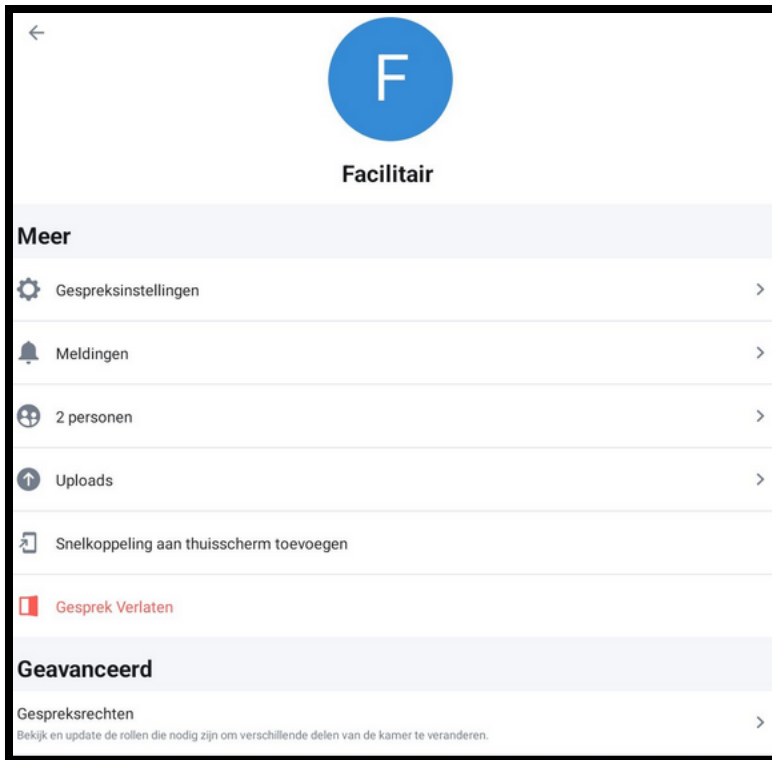 F
Facilitair
Meer
Gespreksinstellingen
Meldingen
2 personen
Uploads
Snelkoppeling aan thuisscherm toevoegen
Gesprek Verlaten
Geavanceerd
Gespreksrechten
Bekijk en update de rollen die nodig zijn om verschillende delen van de kamer te veranderen.